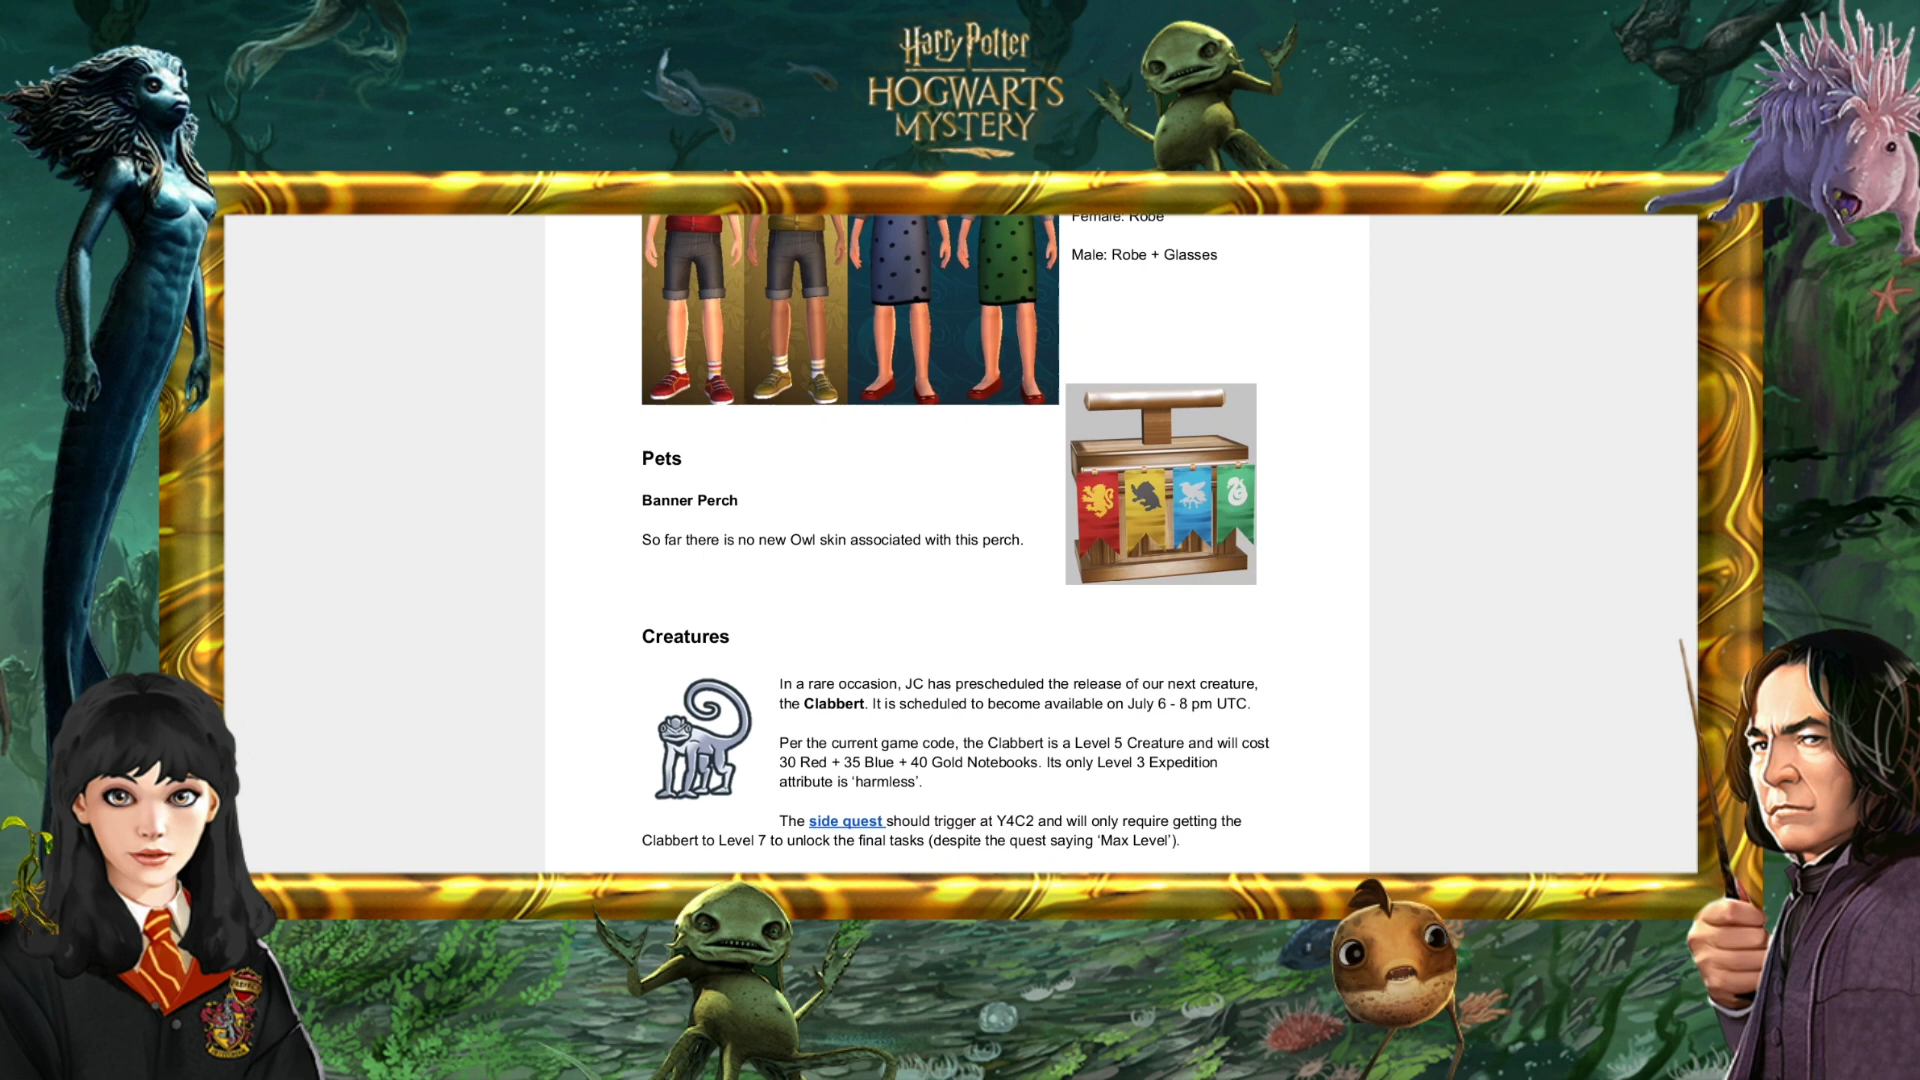 Harry Potter
HOGWARTS
MYSTERY
Female: Robe
Male: Robe + Glasses
Pets
Banner Perch
So far there is no new Owl skin associated with this perch.
Creatures
In a rare occasion, JC has prescheduled the release of our next creature,
the Clabbert. It is scheduled to become available on July 6 - 8 pm UTC.
Per the current game code, the Clabbert is a Level 5 Creature and will cost
30 Red + 35 Blue + 40 Gold Notebooks. Its only Level 3 Expedition
attribute is ‘harmless’.
The side quest should trigger at Y4C2 and will only require getting the
Clabbert to Level 7 to unlock the final tasks (despite the quest saying ‘Max Level’).
PREFECT